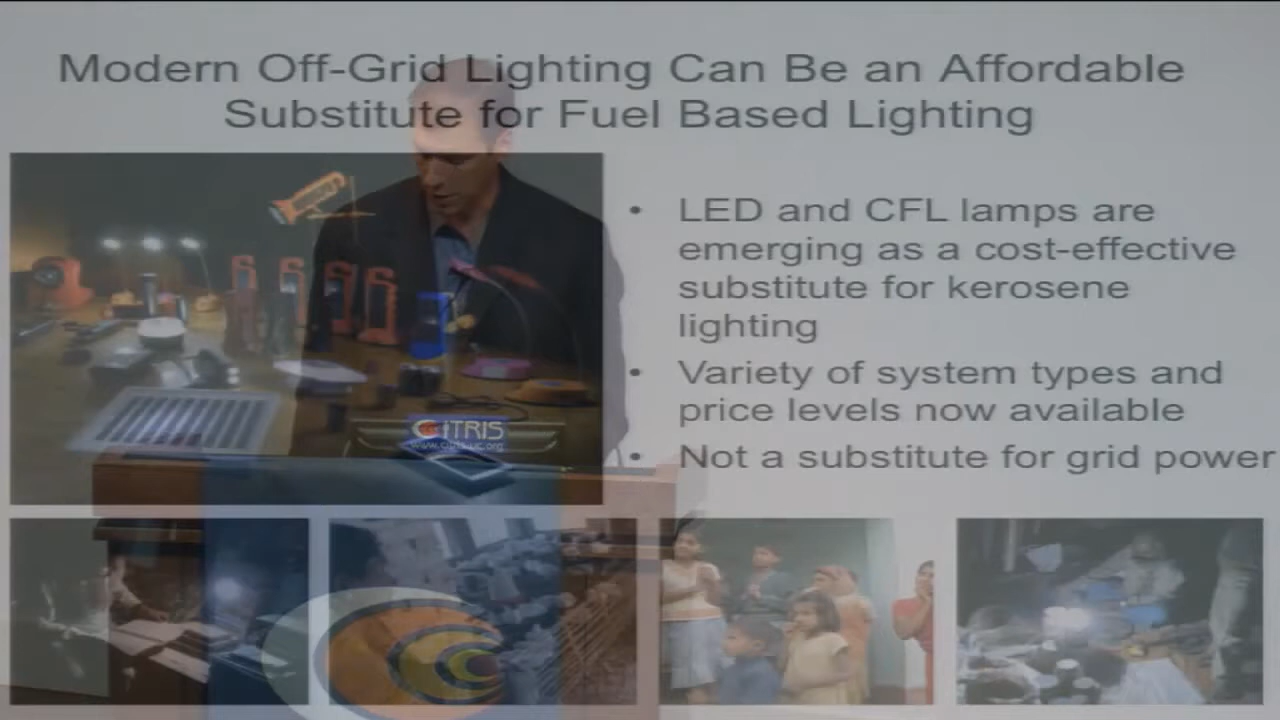 Modern Off-Grid Lighting Can Be an Affordable
Substitute for Fuel Based Lighting
• LED and CFL lamps are
emerging as a cost-effective
substitute for kerosene
lighting
• Variety of system types and
price levels now available
• Not a substitute for grid power
CITRIS